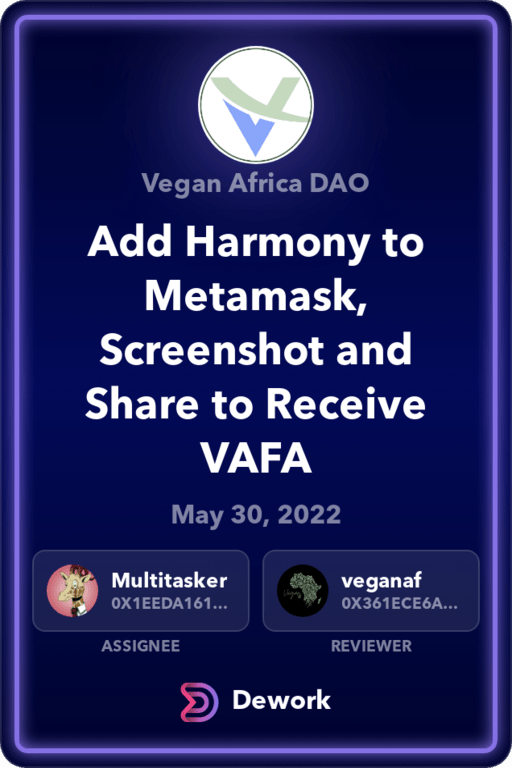 Vegan Africa DAO
Add Harmony to
Metamask,
Screenshot and
Share to Receive
VAFA
May 30, 2022
Multitasker
0X1EEDA161...
ASSIGNEE
veganaf
0X361ECE6A...
REVIEWER
Dework